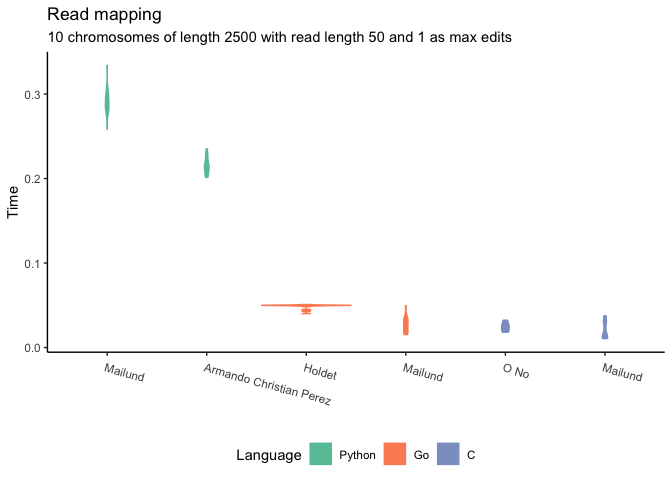 Read mapping
10 chromosomes of length 2500 with read length 50 and 1 as max edits
Time
0.3
0.2
0.1
0.0
Mailund
Armando Christian Perez
Holdet
Mailund
O No
Mailund
Language Python Go C